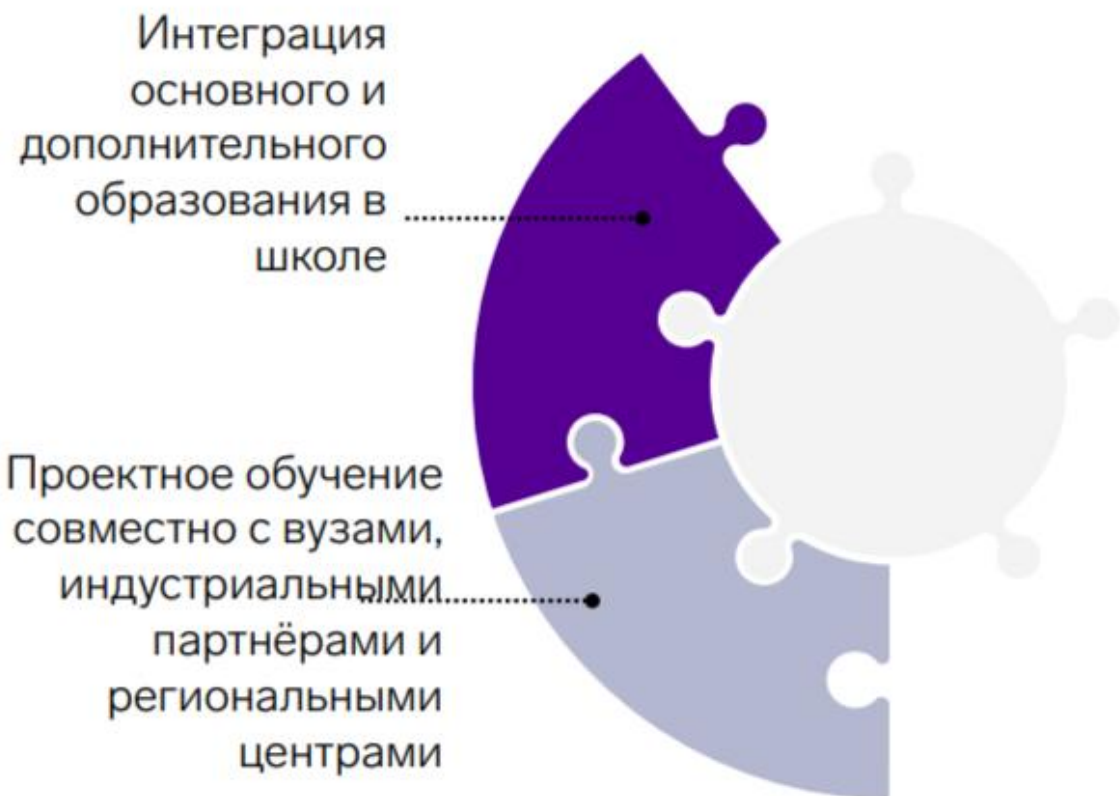 Интеграция
основного и
дополнительного
образования в
школе
Проектное обучение
совместно с вузами,
индустриальными
партнёрами и
региональными
центрами